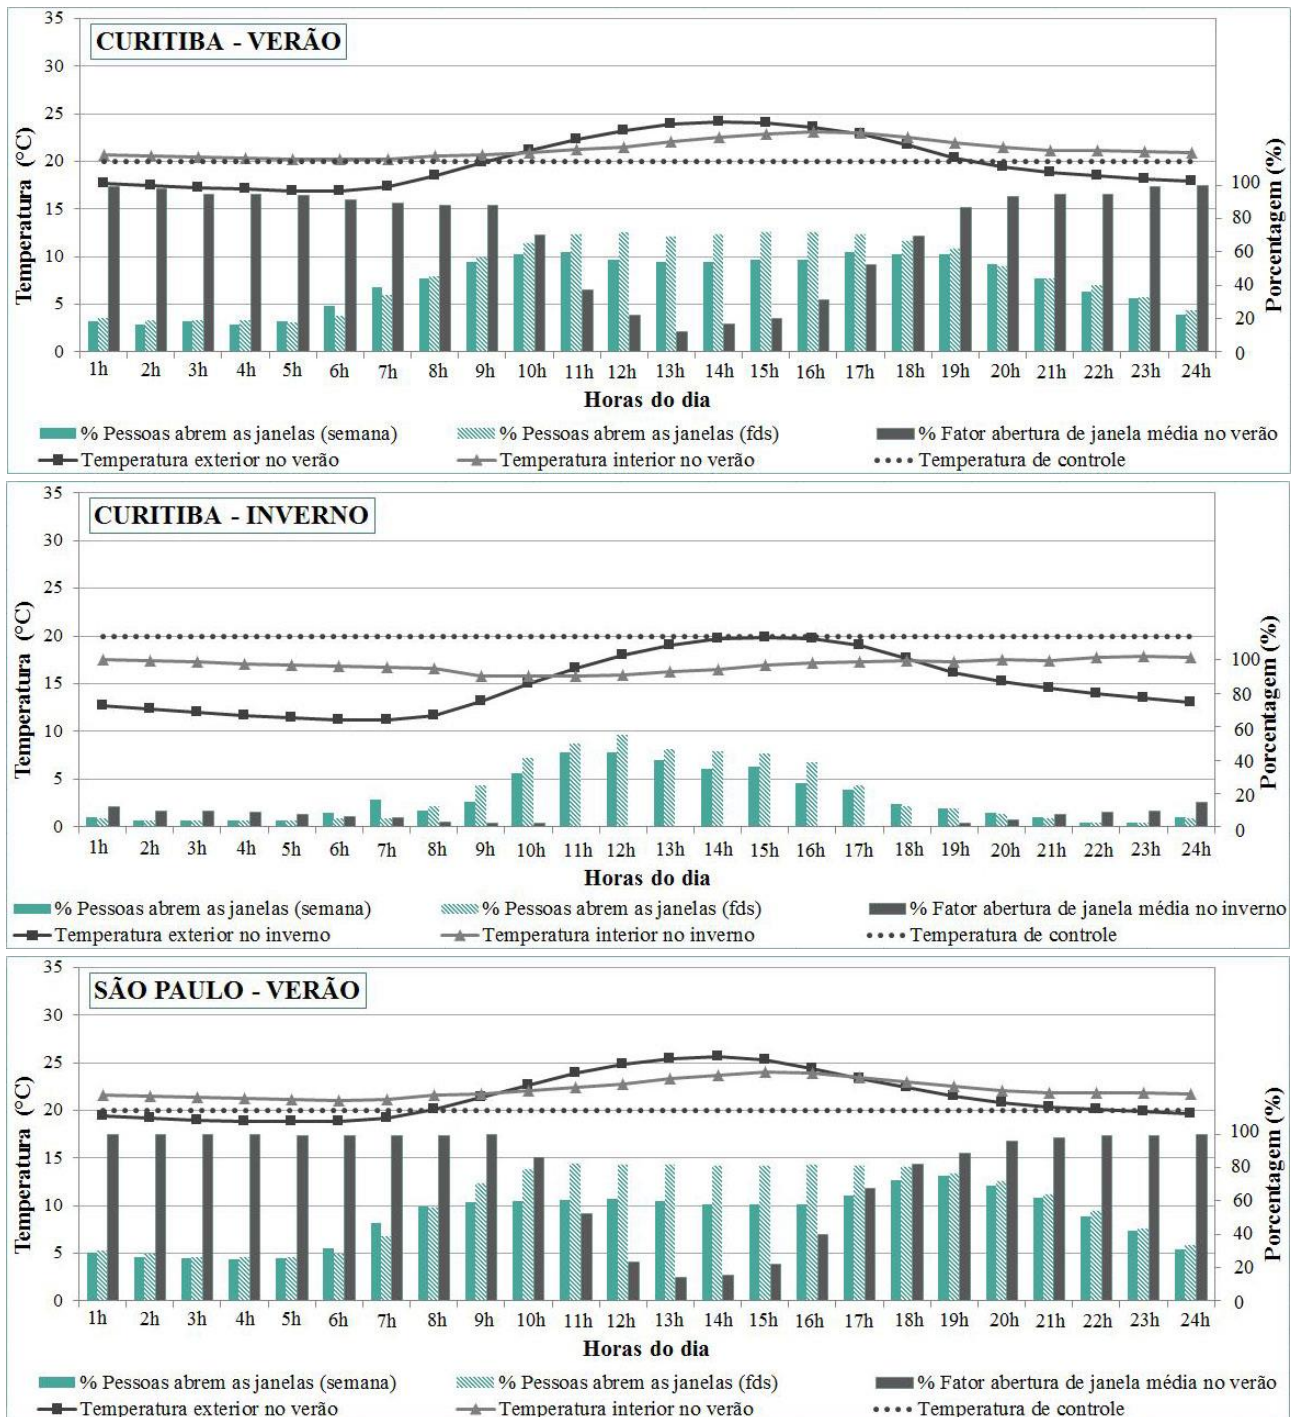 CURITIBA - VERÃO
Temperatura (°C)
35
30
25
20
15
10
5
0
Porcentagem (%)
100
80
60
40
20
0
1h 2h 3h 4h 5h 6h 7h 8h 9h 10h 11h 12h 13h 14h 15h 16h 17h 18h 19h 20h 21h 22h 23h 24h
Horas do dia
% Pessoas abrem as janelas (semana) % Pessoas abrem as janelas (fds) % Fator abertura de janela média no verão
Temperatura exterior no verão Temperatura interior no verão Temperatura de controle
CURITIBA - INVERNO
Temperatura (°C)
35
30
25
20
15
10
5
0
Porcentagem (%)
100
80
60
40
20
0
1h 2h 3h 4h 5h 6h 7h 8h 9h 10h 11h 12h 13h 14h 15h 16h 17h 18h 19h 20h 21h 22h 23h 24h
Horas do dia
% Pessoas abrem as janelas (semana) % Pessoas abrem as janelas (fds) % Fator abertura de janela média no inverno
Temperatura exterior no inverno Temperatura interior no inverno Temperatura de controle
SÃO PAULO - VERÃO
Temperatura (°C)
35
30
25
20
15
10
5
0
Porcentagem (%)
100
80
60
40
20
0
1h 2h 3h 4h 5h 6h 7h 8h 9h 10h 11h 12h 13h 14h 15h 16h 17h 18h 19h 20h 21h 22h 23h 24h
Horas do dia
% Pessoas abrem as janelas (semana) % Pessoas abrem as janelas (fds) % Fator abertura de janela média no verão
Temperatura exterior no verão Temperatura interior no verão Temperatura de controle